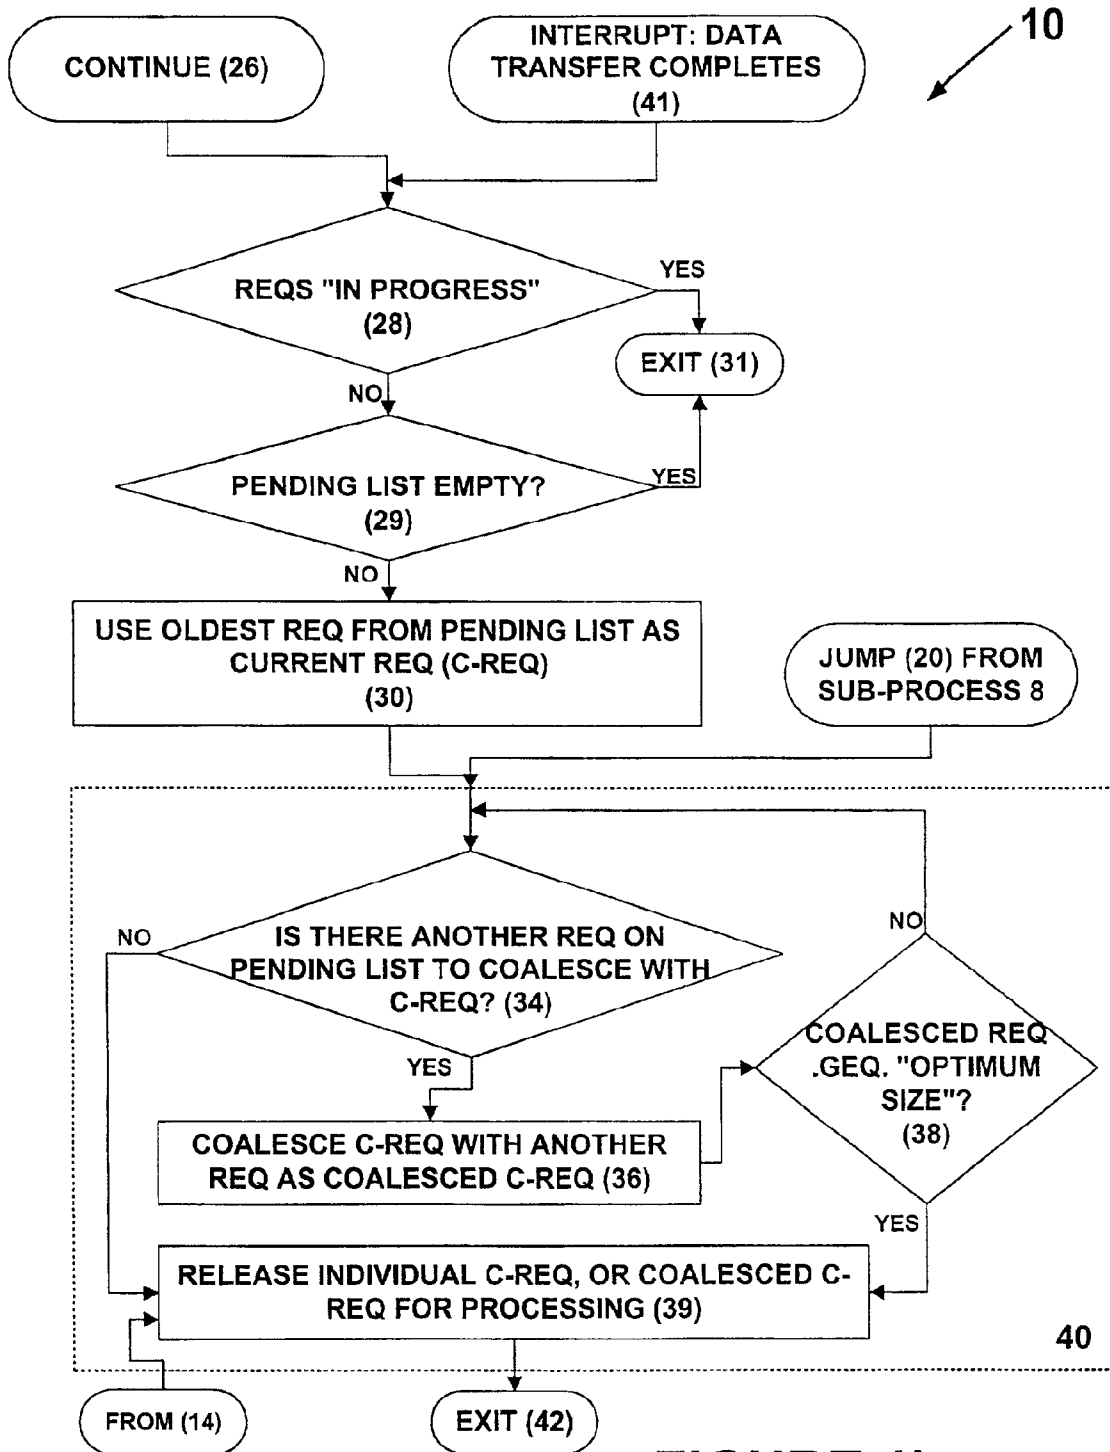 10
CONTINUE (26)
INTERRUPT: DATA
TRANSFER COMPLETES
(41)
REQS "IN PROGRESS"
(28)
YES
EXIT (31)
NO
PENDING LIST EMPTY?
(29)
YES
NO
USE OLDEST REQ FROM PENDING LIST AS
CURRENT REQ (C-REQ)
(30)
JUMP (20) FROM
SUB-PROCESS 8
NO
IS THERE ANOTHER REQ ON
PENDING LIST TO COALESCE WITH
C-REQ? (34)
YES
NO
COALESCED REQ
.GEQ. "OPTIMUM
SIZE"?
(38)
YES
COALESCE C-REQ WITH ANOTHER
REQ AS COALESCED C-REQ (36)
RELEASE INDIVIDUAL C-REQ, OR COALESCED C-
REQ FOR PROCESSING (39)
40
FROM (14)
EXIT (42)